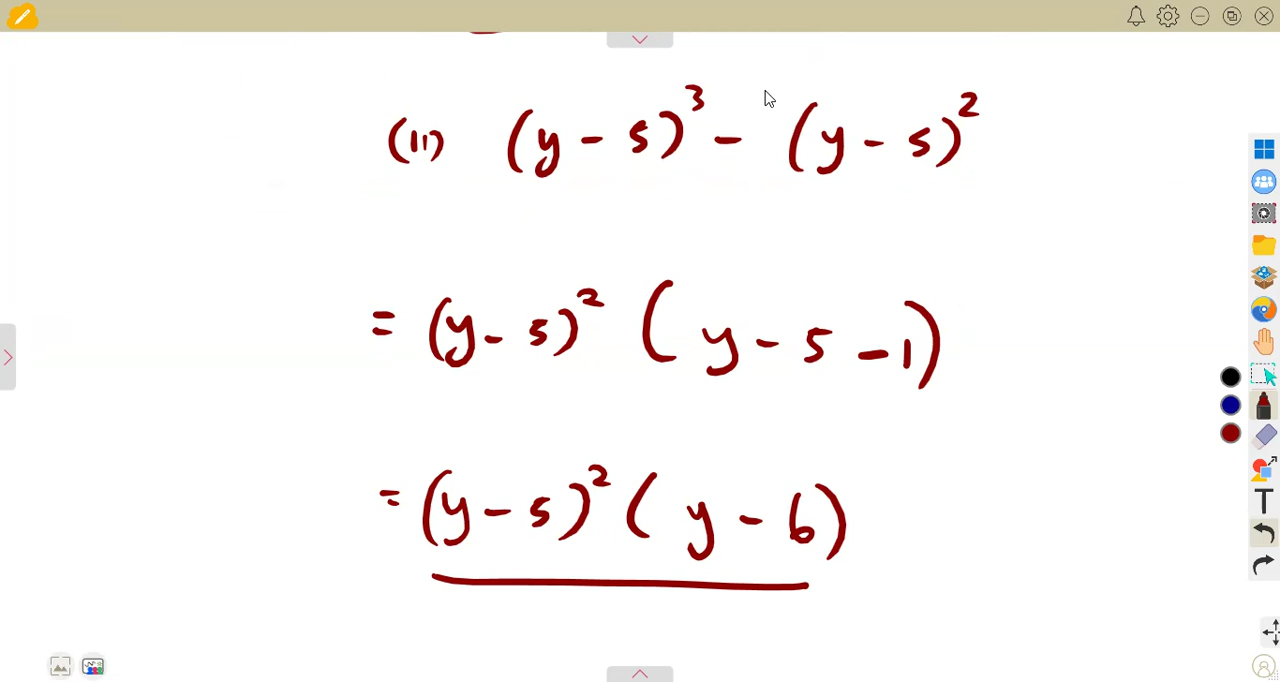 (11) (y - 5)³ - (y - 5)²
= (y - 5)² (y - 5 - 1)
= (y - 5)² (y - 6)